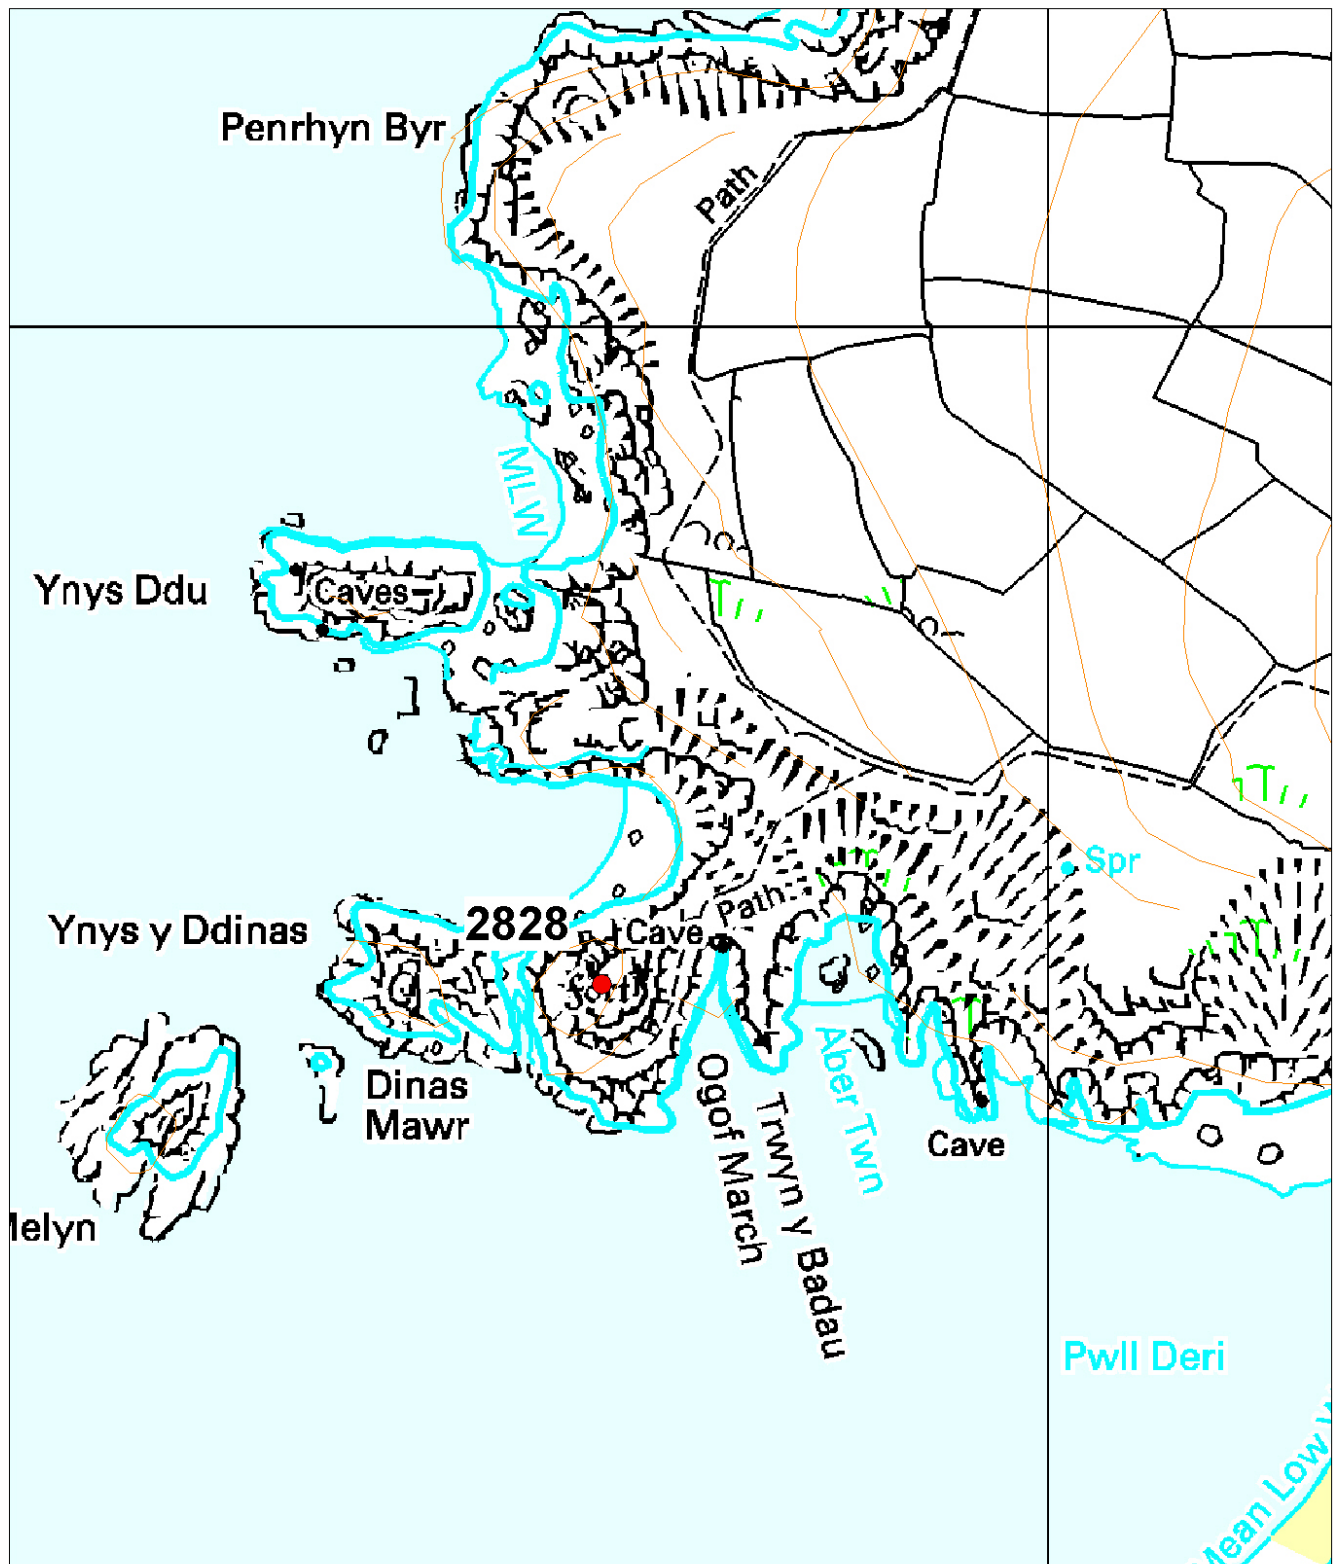 Penrhyn Byr
Path
MLW
Ynys Ddu
Caves
Spr
Ynys y Ddinas
2828
Cave
Path
Dinas
Mawr
Ogof March
Trwyn y Badau
Aber Twn
Cave
Pwll Deri
Mean Low